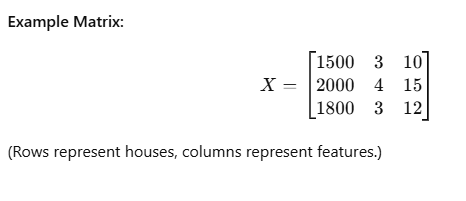 Example Matrix:
X = [1500 3 10
2000 4 15
1800 3 12]
(Rows represent houses, columns represent features.)